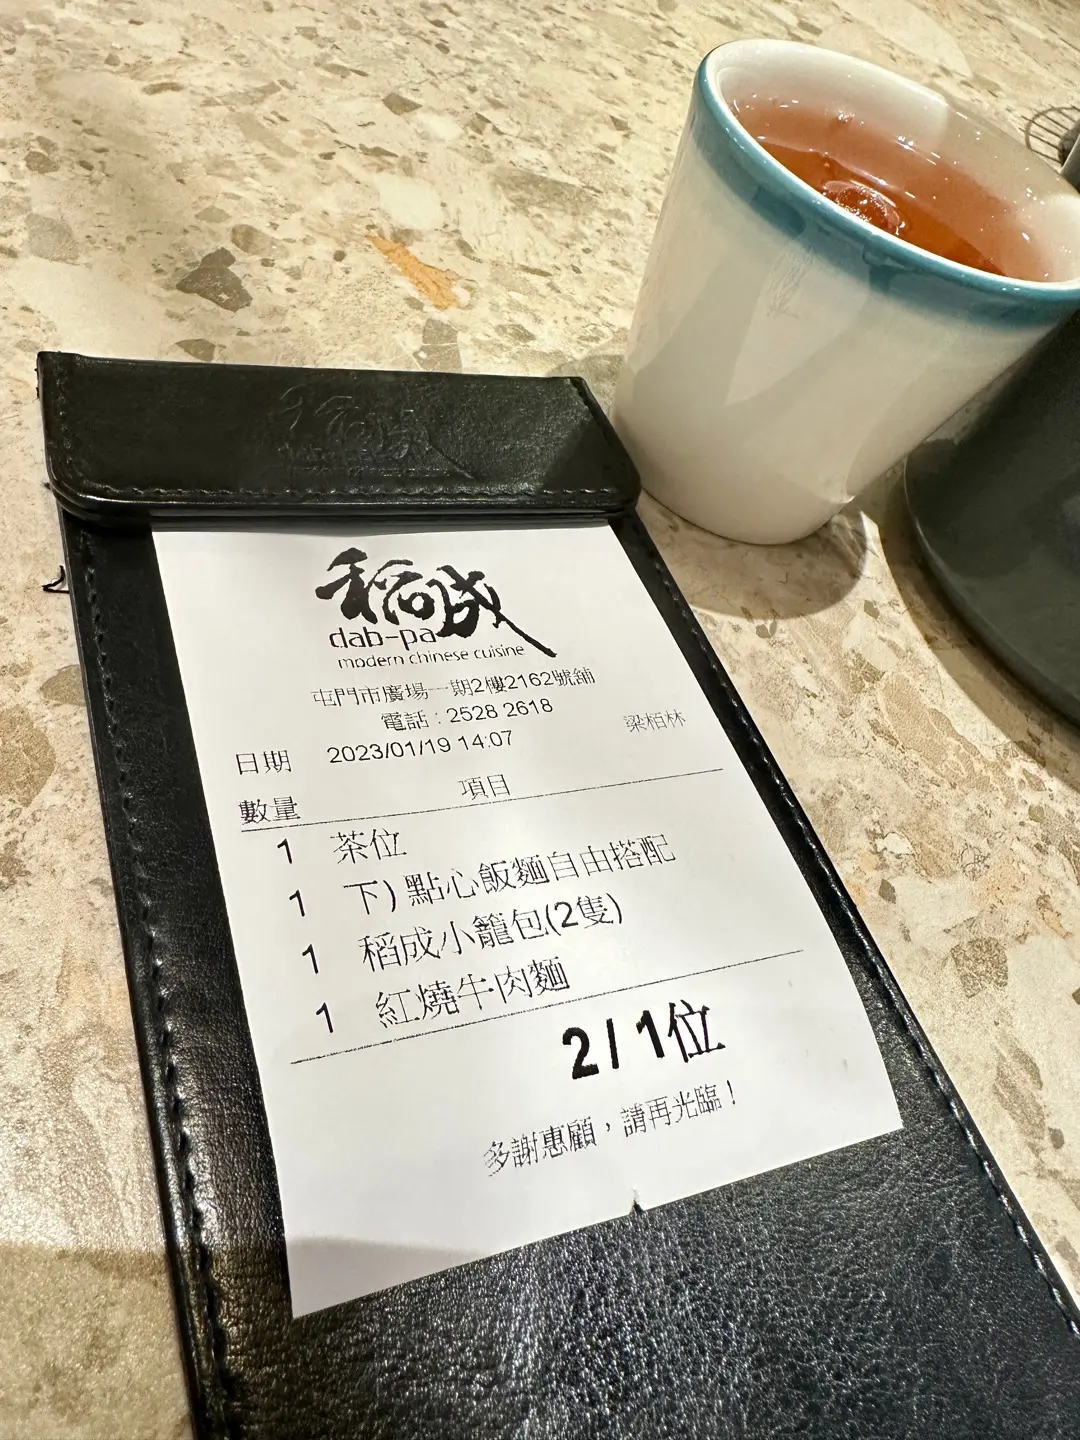 稻成
dab-pa
modern chinese cuisine
屯門市廣場一期2樓2162號舖
電話 : 2528 2618
日期 2023/01/19 14:07 梁栢林
數量 項目
1 茶位
1 下) 點心飯麵自由搭配
1 稻成小籠包(2隻)
1 紅燒牛肉麵
2 / 1位
多謝惠顧，請再光臨！